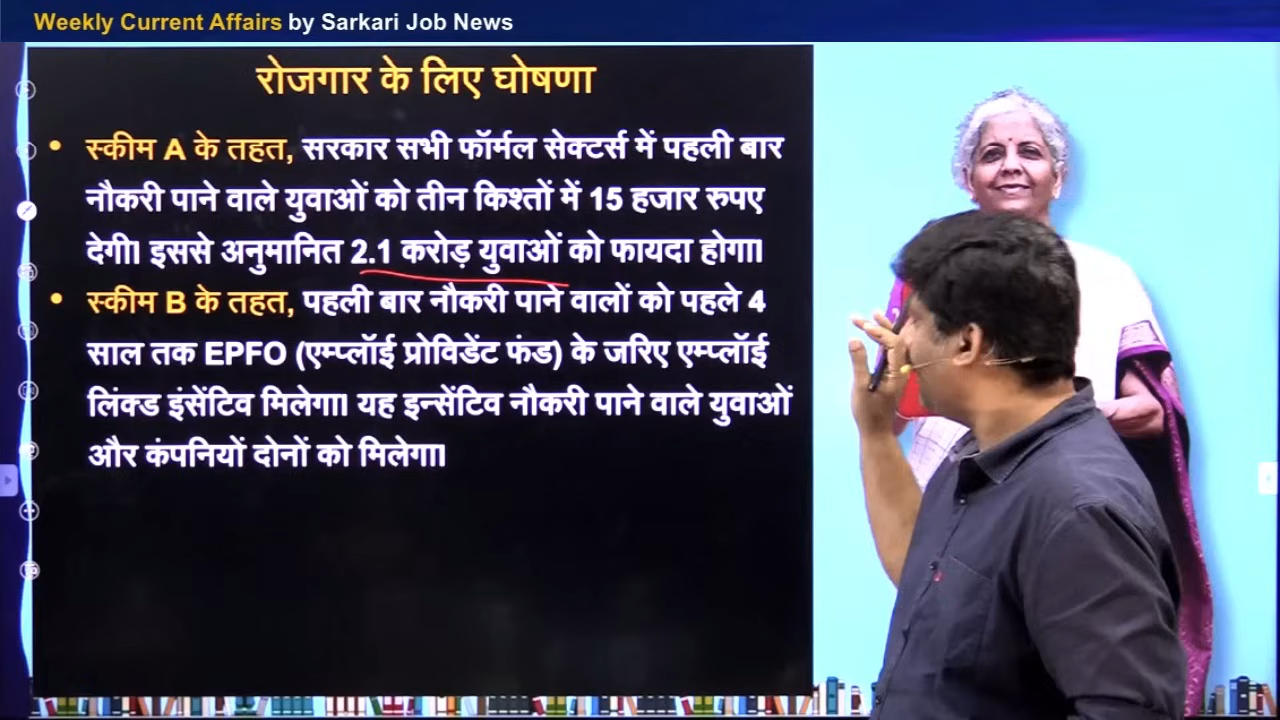 Weekly Current Affairs by Sarkari Job News
रोजगार के लिए घोषणा
• स्कीम A के तहत, सरकार सभी फॉर्मल सेक्टर्स में पहली बार
नौकरी पाने वाले युवाओं को तीन किश्तों में 15 हजार रुपए
देगी। इससे अनुमानित 2.1 करोड़ युवाओं को फायदा होगा।
• स्कीम B के तहत, पहली बार नौकरी पाने वालों को पहले 4
साल तक EPFO (एम्प्लॉई प्रोविडेंट फंड) के जरिए एम्प्लॉई
लिंक्ड इंसेंटिव मिलेगा। यह इन्सेंटिव नौकरी पाने वाले युवाओं
और कंपनियों दोनों को मिलेगा।